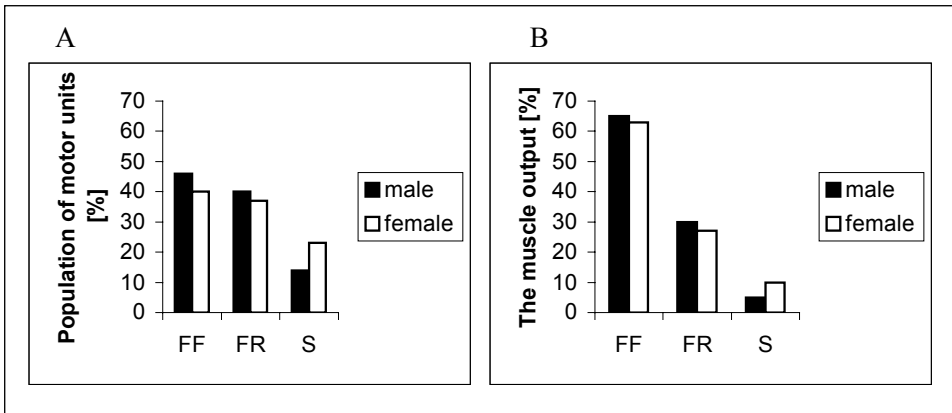 A
Population of motor units
[%]
70
60
50
40
30
20
10
0
FF FR S
male
female
B
The muscle output [%]
70
60
50
40
30
20
10
0
FF FR S
male
female